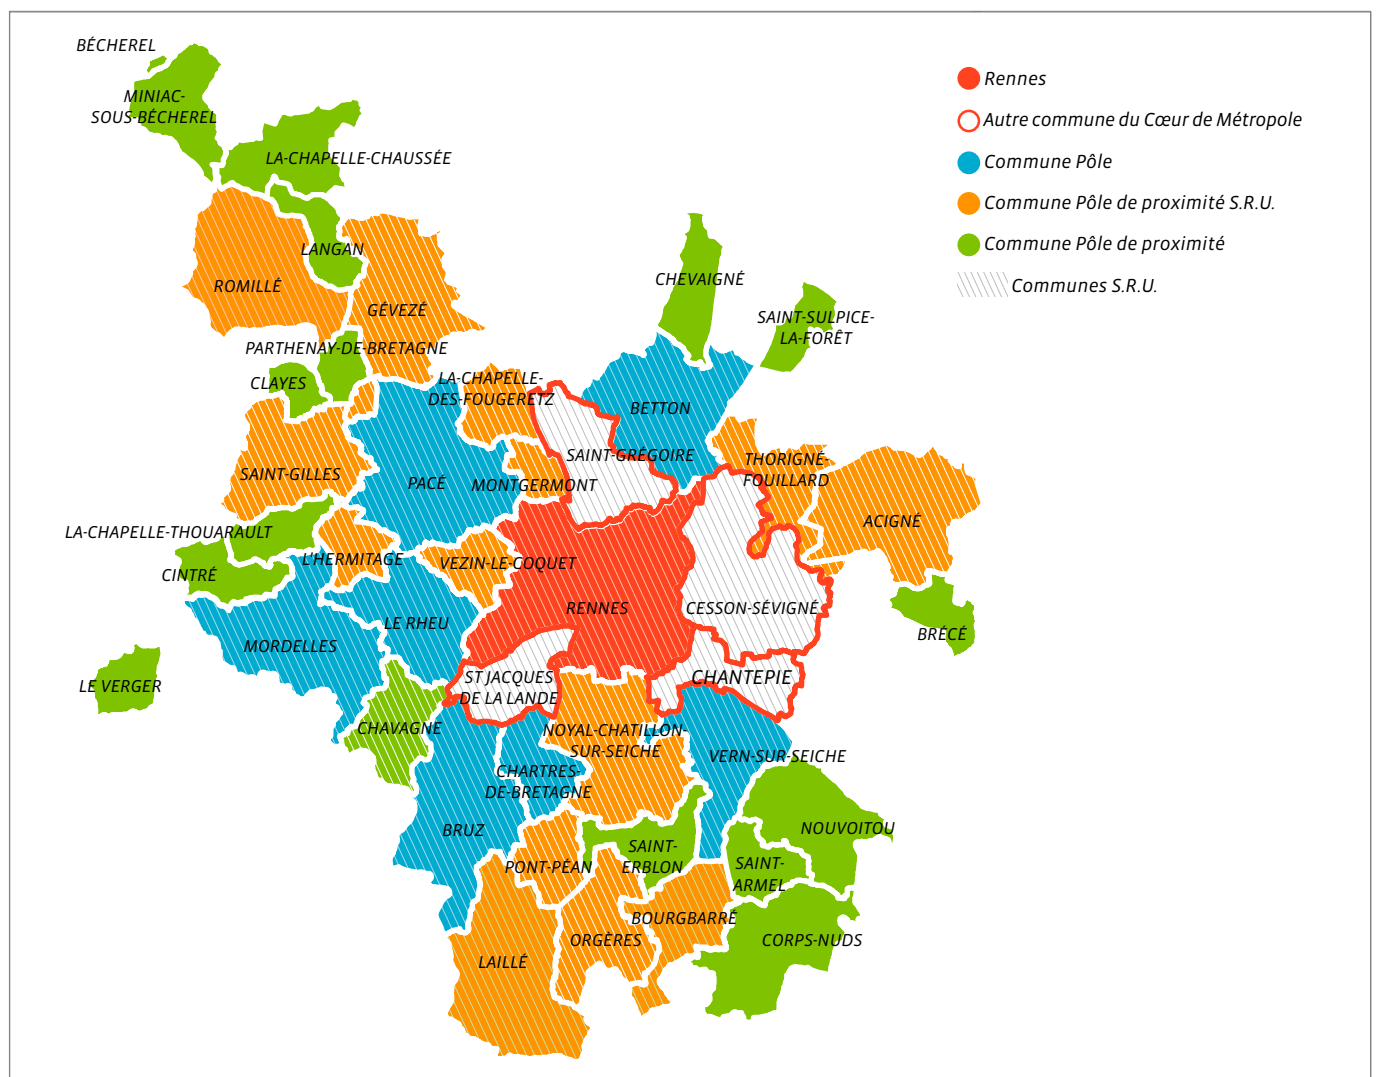 BÉCHEREL
MINIAC-
SOUS-BÉCHEREL
LA-CHAPELLE-CHAUSSÉE
LANGAN
ROMILLÉ
GÉVEZÉ
PARTHENAY-DE-BRETAGNE
CLAYES
LA-CHAPELLE-
DES-FOUGERETZ
CHEVAIGNÉ
SAINT-SULPICE-
LA-FORÊT
BETTON
SAINT-GRÉGOIRE
SAINT-GILLES
PACÉ
MONTGERMONT
THORIGNÉ-
FOUILLARD
ACIGNÉ
LA-CHAPELLE-THOUARAULT
L'HERMITAGE
CINTRÉ
VEZIN-LE-COQUET
RENNES
CESSON-SÉVIGNÉ
BRÉCÉ
LE RHEU
MORDELLES
LE VERGER
ST JACQUES
DE LA LANDE
CHANTEPIE
CHAVAGNE
NOYAL-CHATILLON-
SUR-SEICHE
VERN-SUR-SEICHE
CHARTRES-
DE-BRETAGNE
BRUZ
NOUVOITOU
PONT-PÉAN
SAINT-
ERBLON
SAINT-
ARMEL
BOURGBARRÉ
ORGÈRES
CORPS-NUDS
LAILLÉ
Rennes
Autre commune du Cœur de Métropole
Commune Pôle
Commune Pôle de proximité S.R.U.
Commune Pôle de proximité
Communes S.R.U.